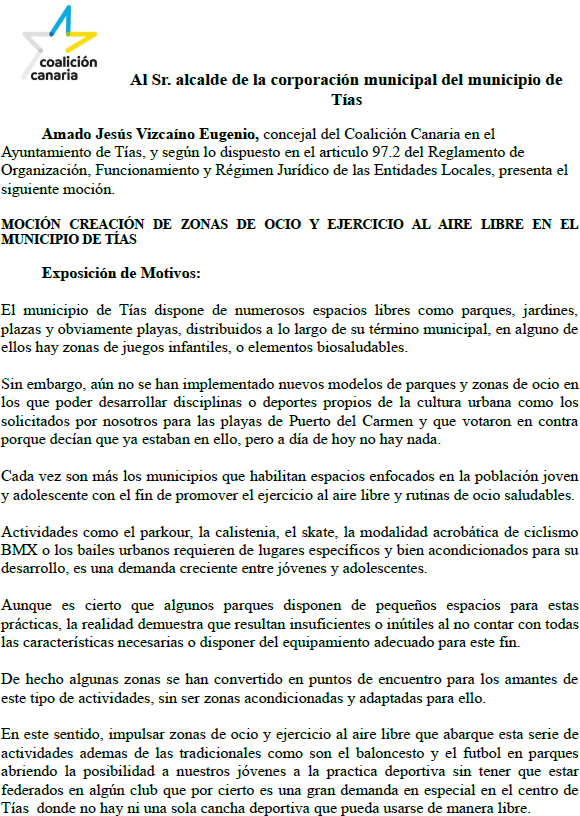 coalición
canaria
Al Sr. alcalde de la corporación municipal del municipio de
Tías
Amado Jesús Vizcaíno Eugenio, concejal del Coalición Canaria en el
Ayuntamiento de Tías, y según lo dispuesto en el articulo 97.2 del Reglamento de
Organización, Funcionamiento y Régimen Jurídico de las Entidades Locales, presenta el
siguiente moción.
MOCIÓN CREACIÓN DE ZONAS DE OCIO Y EJERCICIO AL AIRE LIBRE EN EL
MUNICIPIO DE TÍAS
Exposición de Motivos:
El municipio de Tías dispone de numerosos espacios libres como parques, jardines,
plazas y obviamente playas, distribuidos a lo largo de su término municipal, en alguno de
ellos hay zonas de juegos infantiles, o elementos biosaludables.
Sin embargo, aún no se han implementado nuevos modelos de parques y zonas de ocio en
los que poder desarrollar disciplinas o deportes propios de la cultura urbana como los
solicitados por nosotros para las playas de Puerto del Carmen y que votaron en contra
porque decían que ya estaban en ello, pero a día de hoy no hay nada.
Cada vez son más los municipios que habilitan espacios enfocados en la población joven
y adolescente con el fin de promover el ejercicio al aire libre y rutinas de ocio saludables.
Actividades como el parkour, la calistenia, el skate, la modalidad acrobática de ciclismo
BMX o los bailes urbanos requieren de lugares específicos y bien acondicionados para su
desarrollo, es una demanda creciente entre jóvenes y adolescentes.
Aunque es cierto que algunos parques disponen de pequeños espacios para estas
prácticas, la realidad demuestra que resultan insuficientes o inútiles al no contar con todas
las características necesarias o disponer del equipamiento adecuado para este fin.
De hecho algunas zonas se han convertido en puntos de encuentro para los amantes de
este tipo de actividades, sin ser zonas acondicionadas y adaptadas para ello.
En este sentido, impulsar zonas de ocio y ejercicio al aire libre que abarque esta serie de
actividades ademas de las tradicionales como son el baloncesto y el futbol en parques
abriendo la posibilidad a nuestros jóvenes a la practica deportiva sin tener que estar
federados en algún club que por cierto es una gran demanda en especial en el centro de
Tías donde no hay ni una sola cancha deportiva que pueda usarse de manera libre.